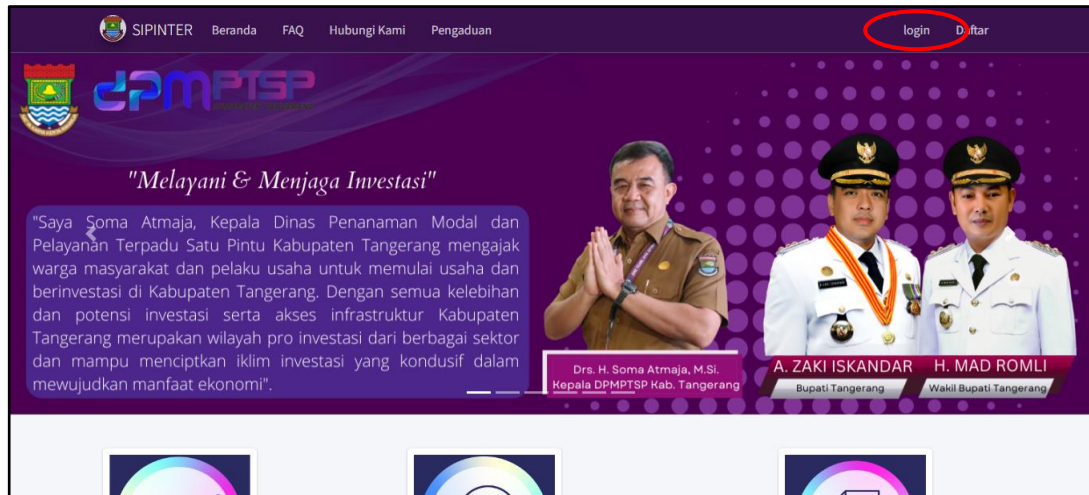 SIPINTER Beranda FAQ Hubungi Kami Pengaduan login Daftar
dpmPTSP
"Melayani & Menjaga Investasi"
"Saya Soma Atmaja, Kepala Dinas Penanaman Modal dan
Pelayanan Terpadu Satu Pintu Kabupaten Tangerang mengajak
warga masyarakat dan pelaku usaha untuk memulai usaha dan
berinvestasi di Kabupaten Tangerang. Dengan semua kelebihan
dan potensi investasi serta akses infrastruktur Kabupaten
Tangerang merupakan wilayah pro investasi dari berbagai sektor
dan mampu menciptkan iklim investasi yang kondusif dalam
mewujudkan manfaat ekonomi".
Drs. H. Soma Atmaja, M.Si.
Kepala DPMPTSP Kab. Tangerang
A. ZAKI ISKANDAR
Bupati Tangerang
H. MAD ROMLI
Wakil Bupati Tangerang